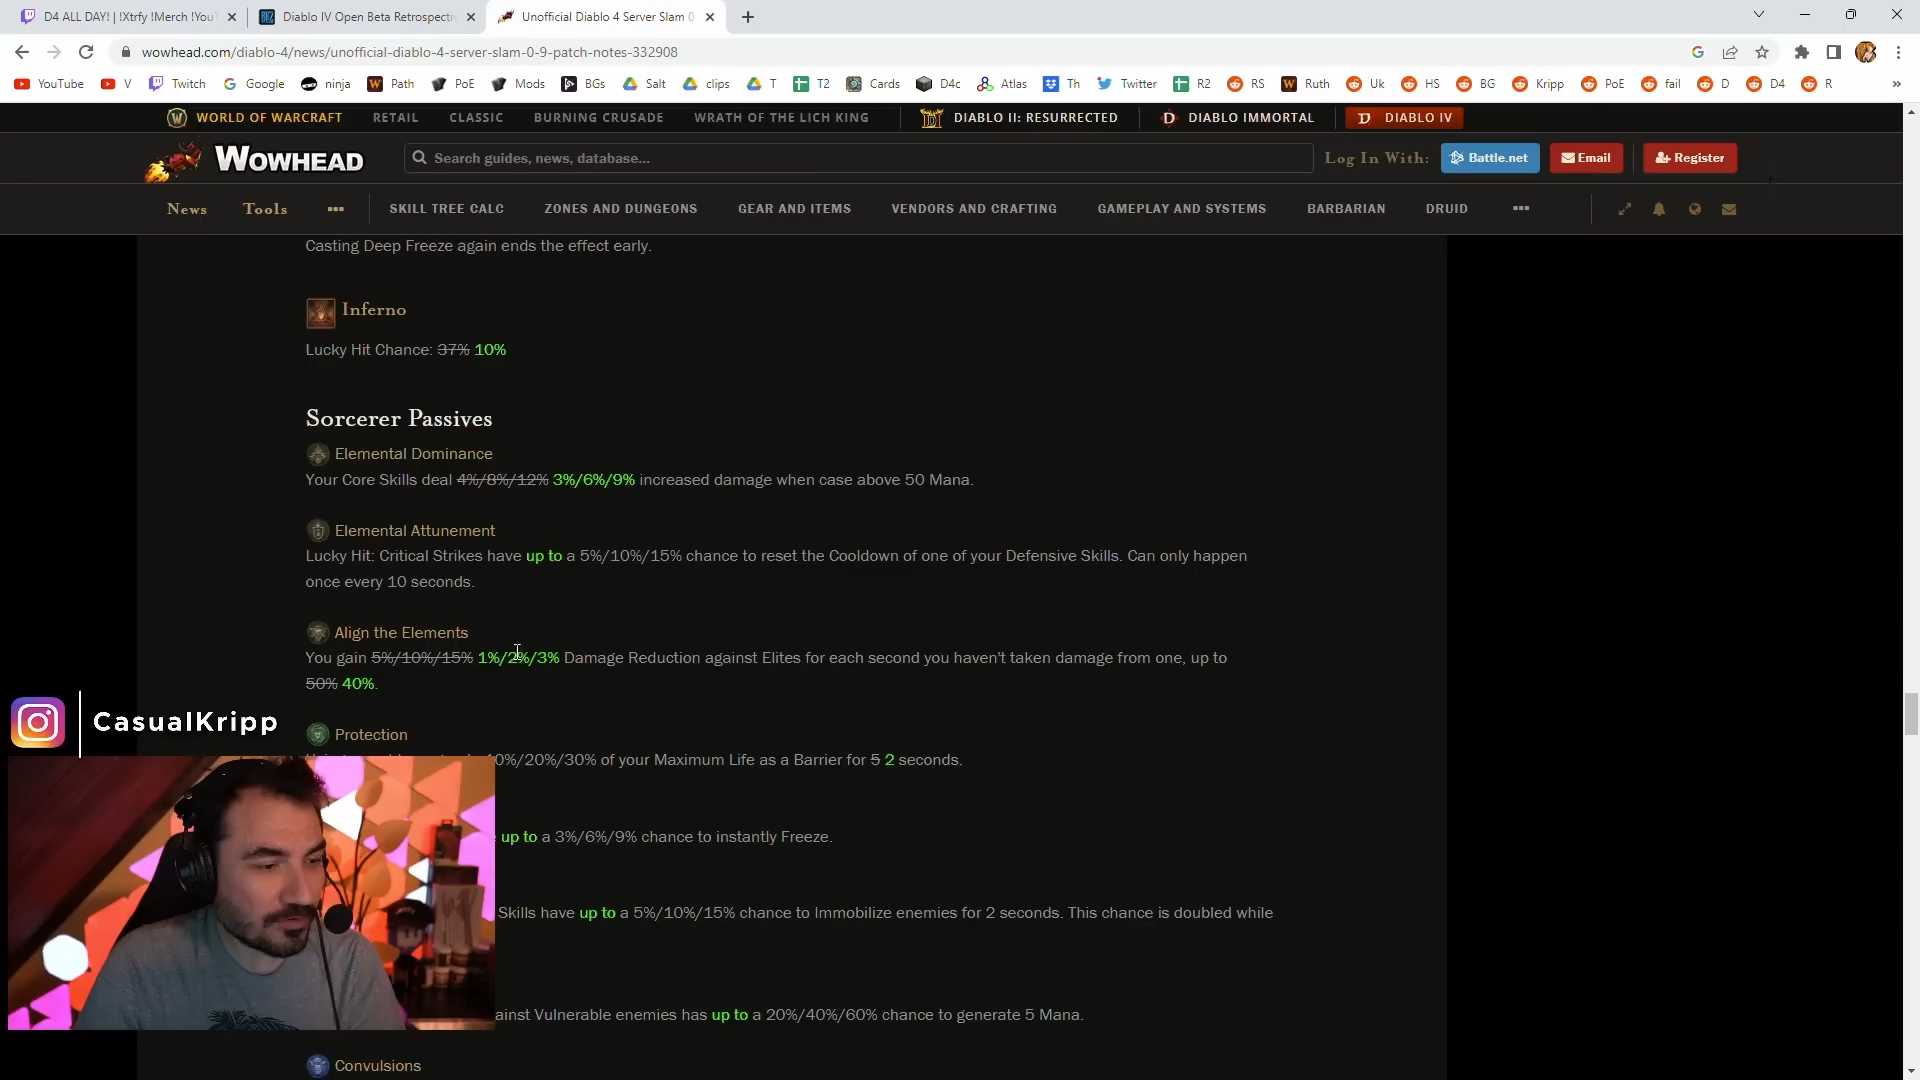 D4 ALL DAY! | !Xtrfy !Merch !YouT
Diablo IV Open Beta Retrospectiv
Unofficial Diablo 4 Server Slam 0
wowhead.com/diablo-4/news/unofficial-diablo-4-server-slam-0-9-patch-notes-332908
YouTube V Twitch Google ninja Path PoE Mods BGs Salt clips T T2 Cards D4c Atlas Th Twitter R2 RS Ruth Uk HS BG Kripp PoE fail D D4 R »
WORLD OF WARCRAFT RETAIL CLASSIC BURNING CRUSADE WRATH OF THE LICH KING DIABLO II: RESURRECTED DIABLO IMMORTAL DIABLO IV
WOWHEAD Search guides, news, database... Log In With: Battle.net Email Register
News Tools SKILL TREE CALC ZONES AND DUNGEONS GEAR AND ITEMS VENDORS AND CRAFTING GAMEPLAY AND SYSTEMS BARBARIAN DRUID
Casting Deep Freeze again ends the effect early.
Inferno
Lucky Hit Chance: 37% 10%
Sorcerer Passives
Elemental Dominance
Your Core Skills deal 4%/8%/12% 3%/6%/9% increased damage when case above 50 Mana.
Elemental Attunement
Lucky Hit: Critical Strikes have up to a 5%/10%/15% chance to reset the Cooldown of one of your Defensive Skills. Can only happen
once every 10 seconds.
Align the Elements
You gain 5%/10%/15% 1%/2%/3% Damage Reduction against Elites for each second you haven't taken damage from one, up to
50% 40%.
CasualKripp
Protection
0%/20%/30% of your Maximum Life as a Barrier for 5 2 seconds.
up to a 3%/6%/9% chance to instantly Freeze.
Skills have up to a 5%/10%/15% chance to Immobilize enemies for 2 seconds. This chance is doubled while
ainst Vulnerable enemies has up to a 20%/40%/60% chance to generate 5 Mana.
Convulsions